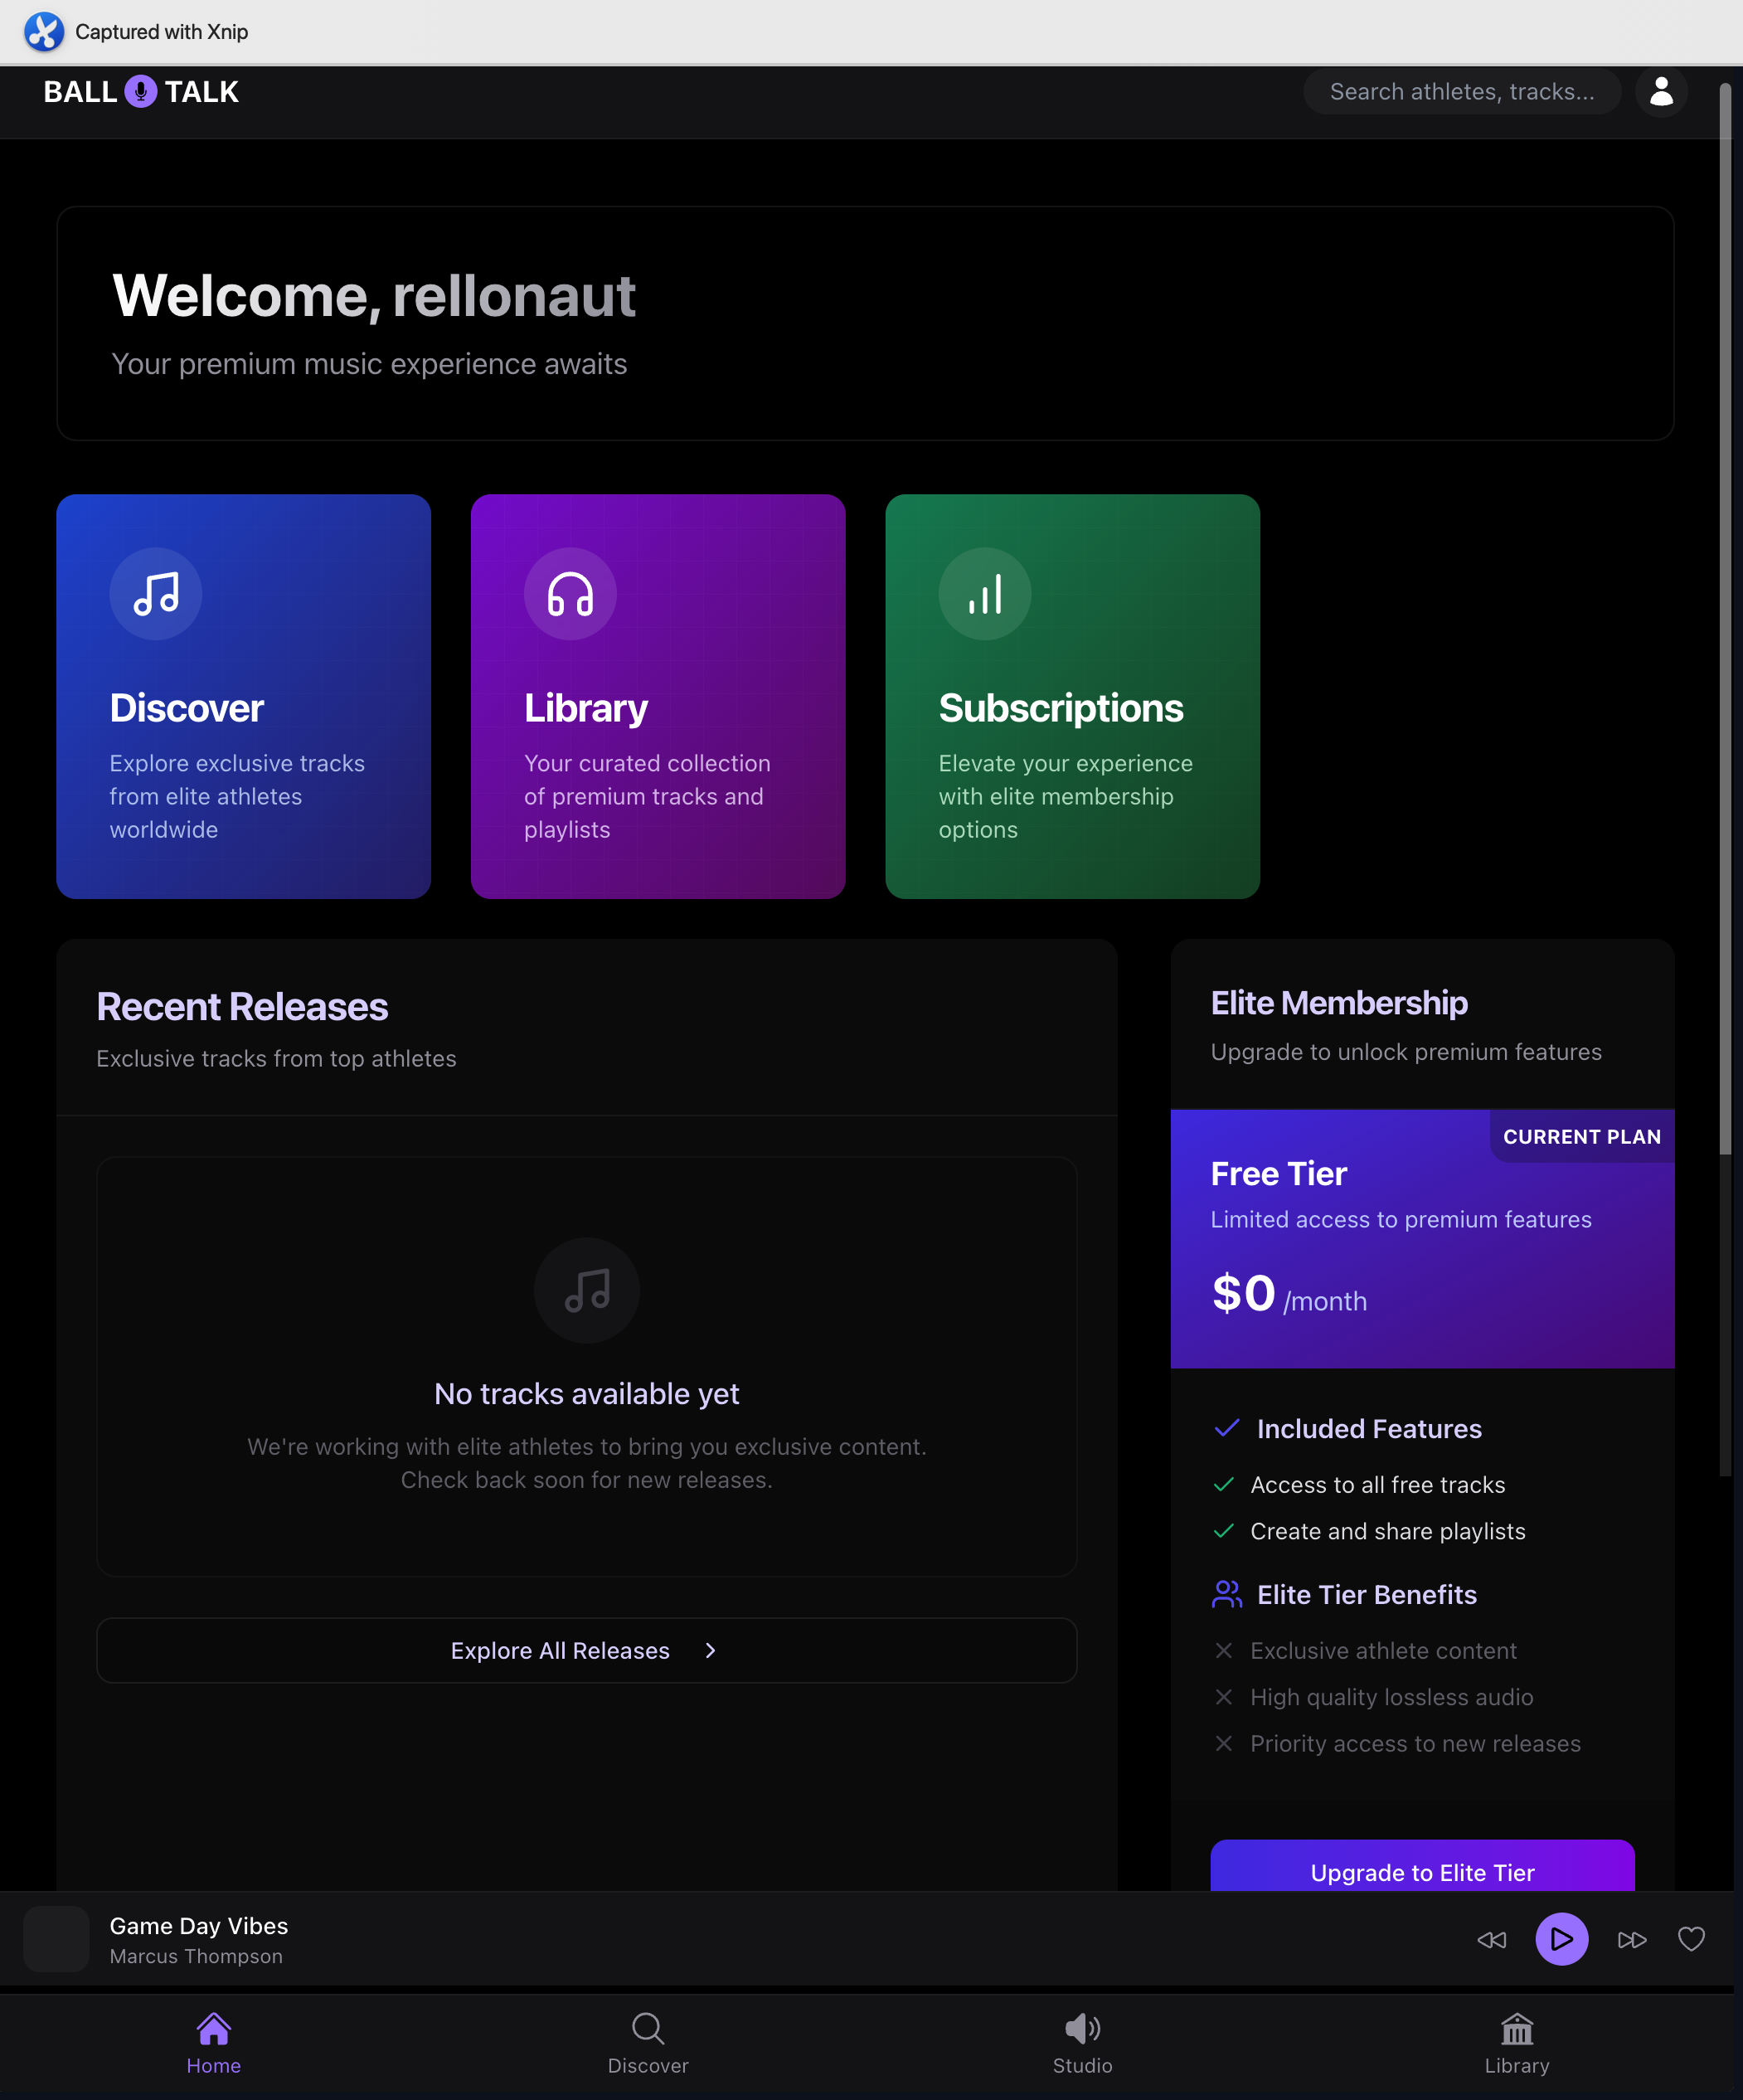 Captured with Xnip
BALL TALK
Search athletes, tracks...
Welcome, rellonaut
Your premium music experience awaits
Discover
Explore exclusive tracks
from elite athletes
worldwide
Library
Your curated collection
of premium tracks and
playlists
Subscriptions
Elevate your experience
with elite membership
options
Recent Releases
Exclusive tracks from top athletes
No tracks available yet
We're working with elite athletes to bring you exclusive content.
Check back soon for new releases.
Explore All Releases
Elite Membership
Upgrade to unlock premium features
CURRENT PLAN
Free Tier
Limited access to premium features
$0 /month
Included Features
Access to all free tracks
Create and share playlists
Elite Tier Benefits
Exclusive athlete content
High quality lossless audio
Priority access to new releases
Upgrade to Elite Tier
Game Day Vibes
Marcus Thompson
Home
Discover
Studio
Library